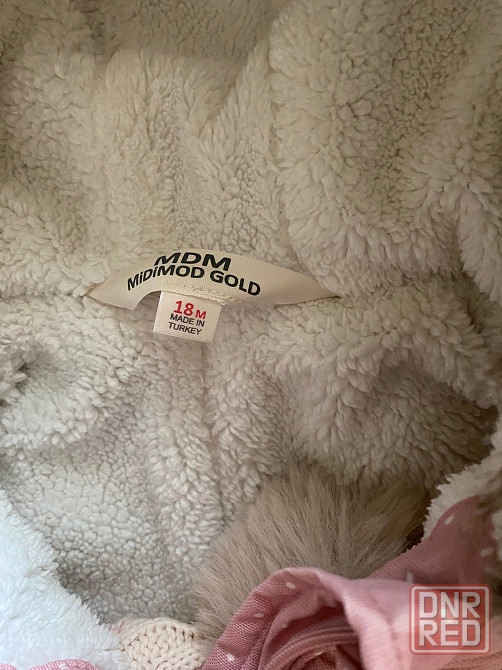 MDM
MiDiMOD GOLD
18 M
MADE IN
TURKEY
DNR
RED